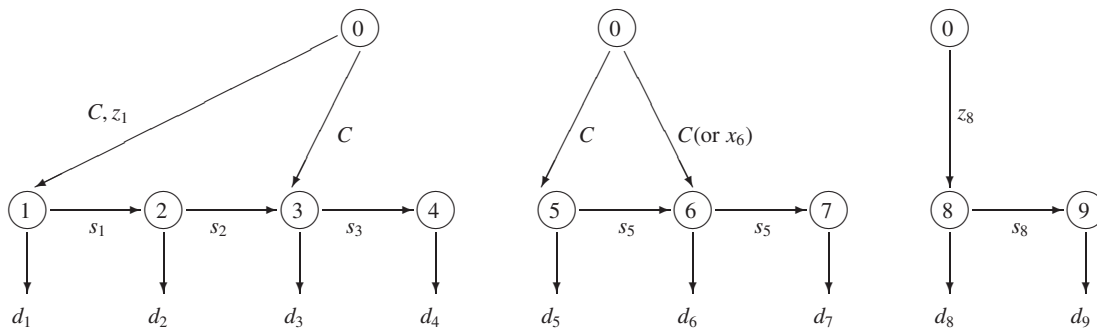 0 0 0
C, z₁ C C C(or x₆) z₈
1 2 3 4 5 6 7 8 9
s₁ s₂ s₃ s₅ s₅ s₈
d₁ d₂ d₃ d₄ d₅ d₆ d₇ d₈ d₉